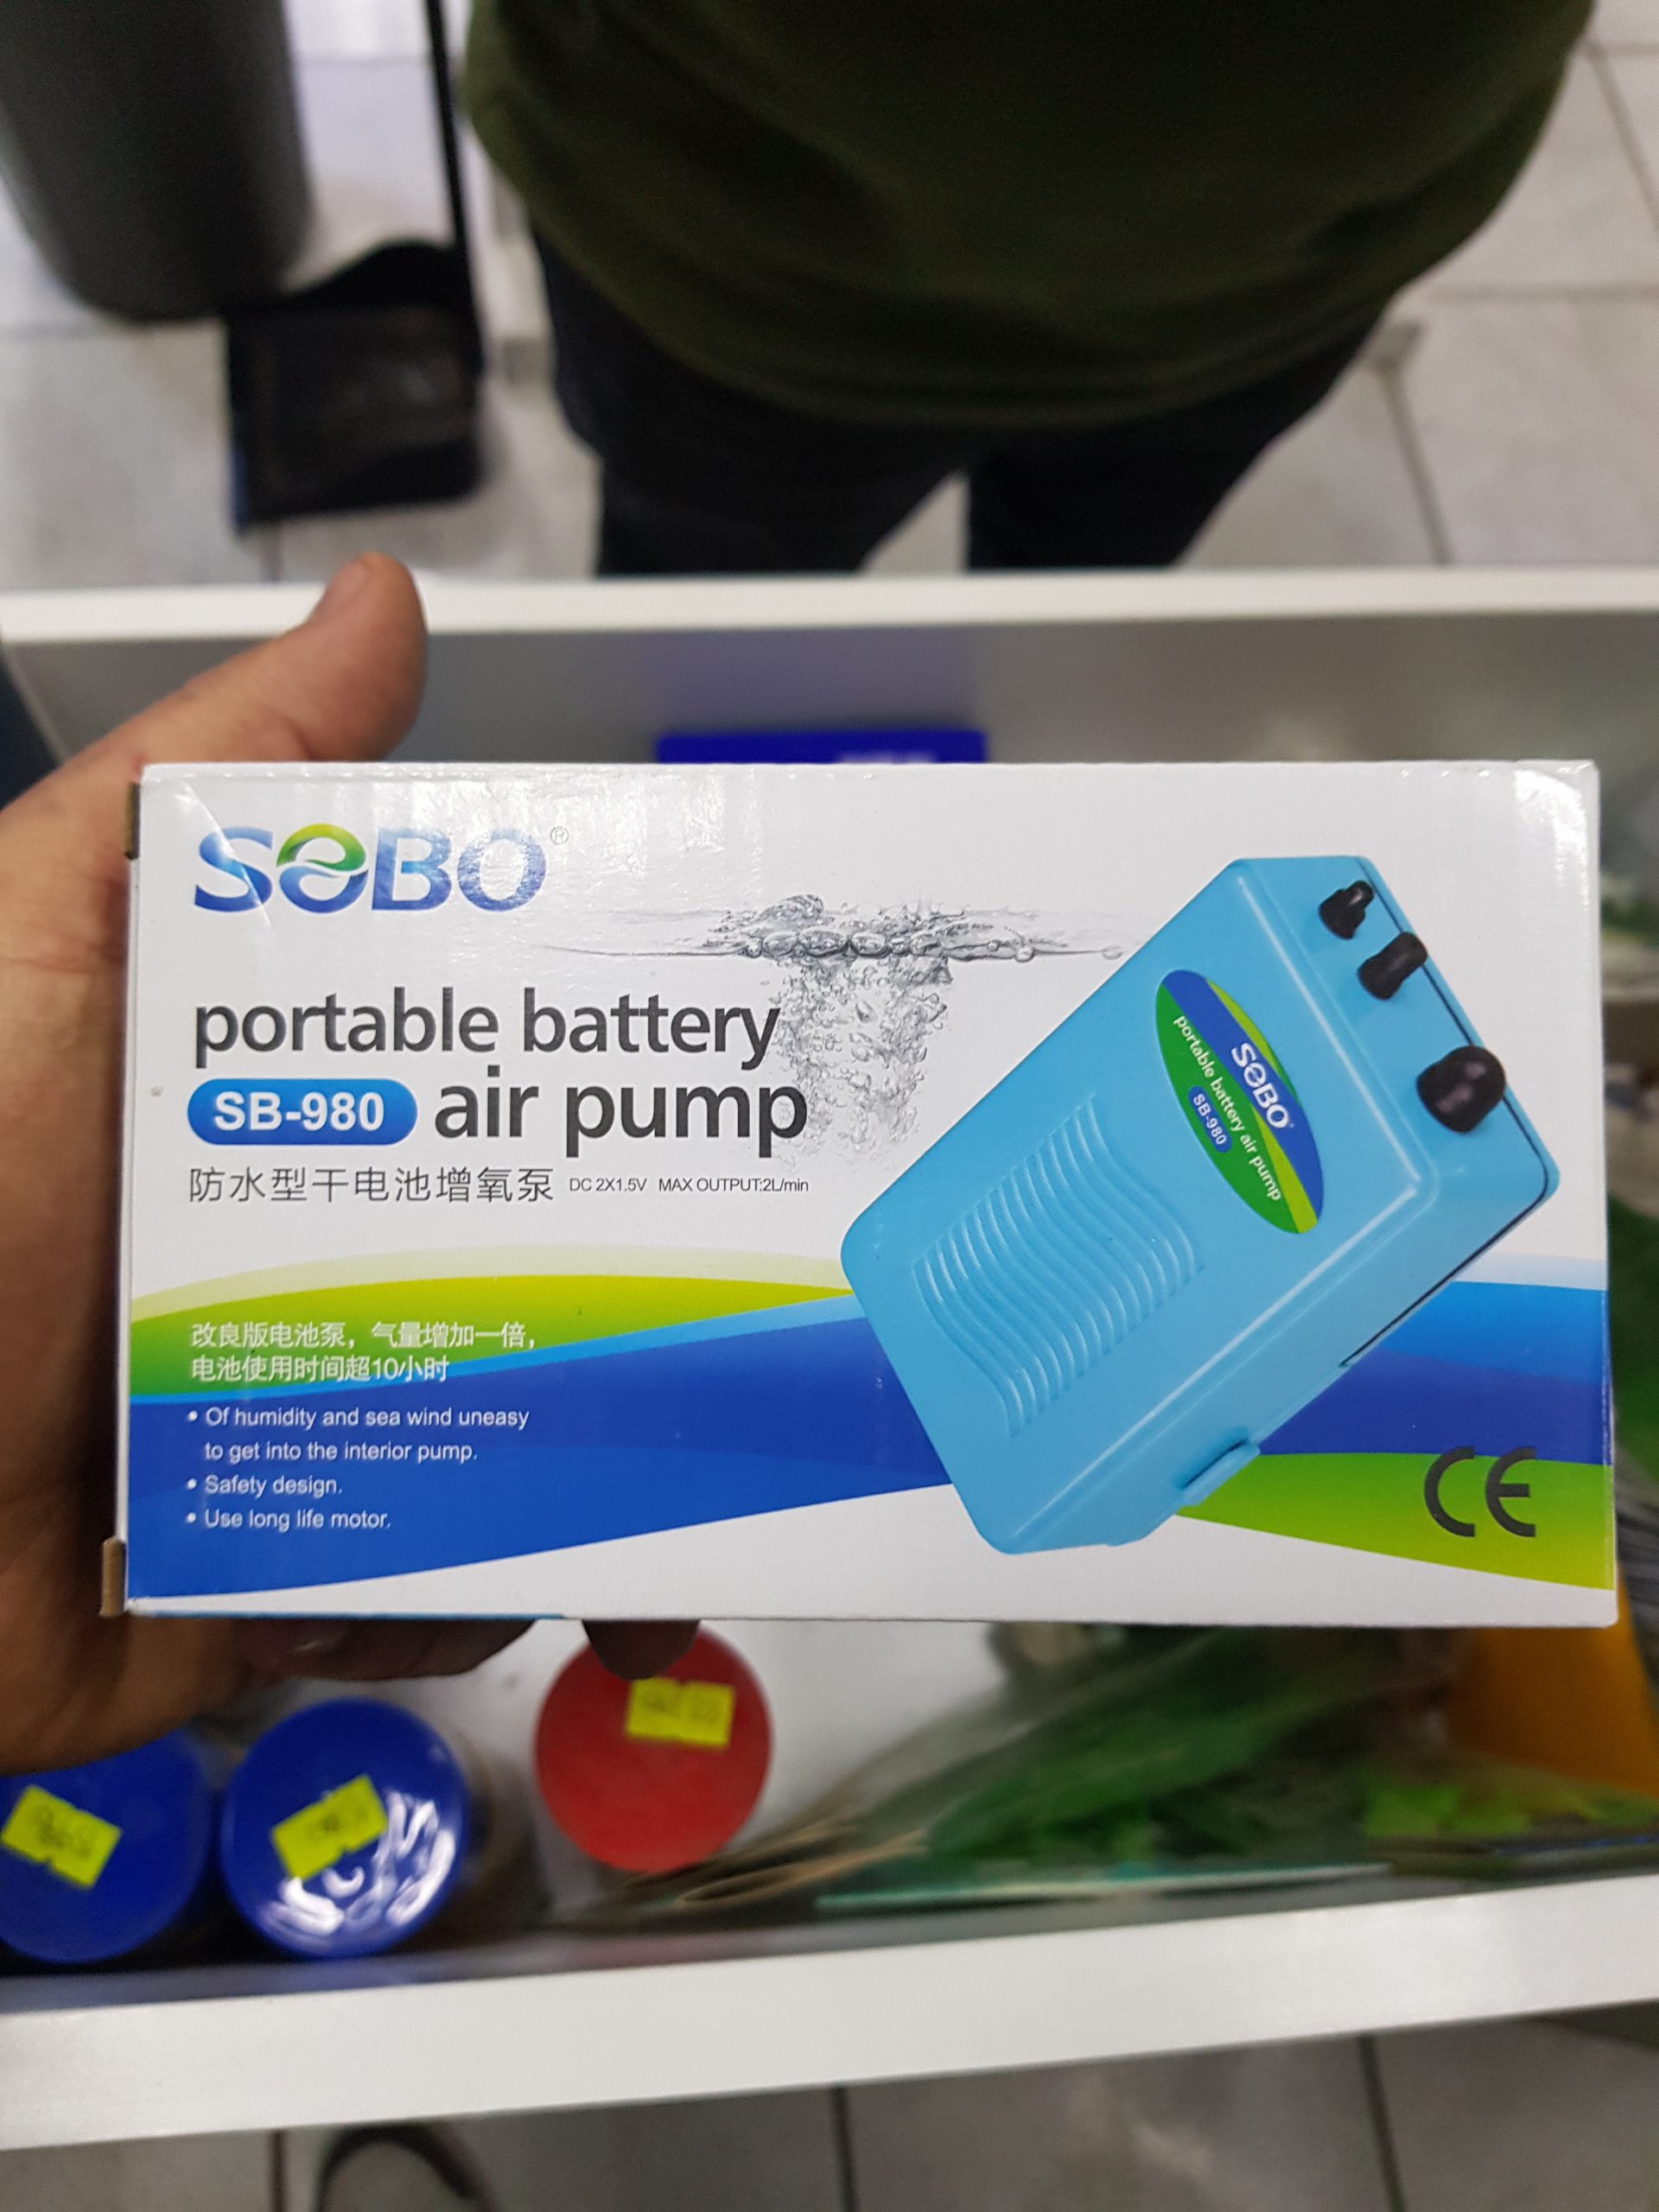 SOBO®
portable battery
SB-980 air pump
防水型干电池增氧泵 DC 2X1.5V MAX OUTPUT:2L/min
改良版电池泵，气量增加一倍，
电池使用时间超10小时
• Of humidity and sea wind uneasy
to get into the interior pump.
• Safety design.
• Use long life motor.
SOBO
portable battery air pump
SB-980
CE